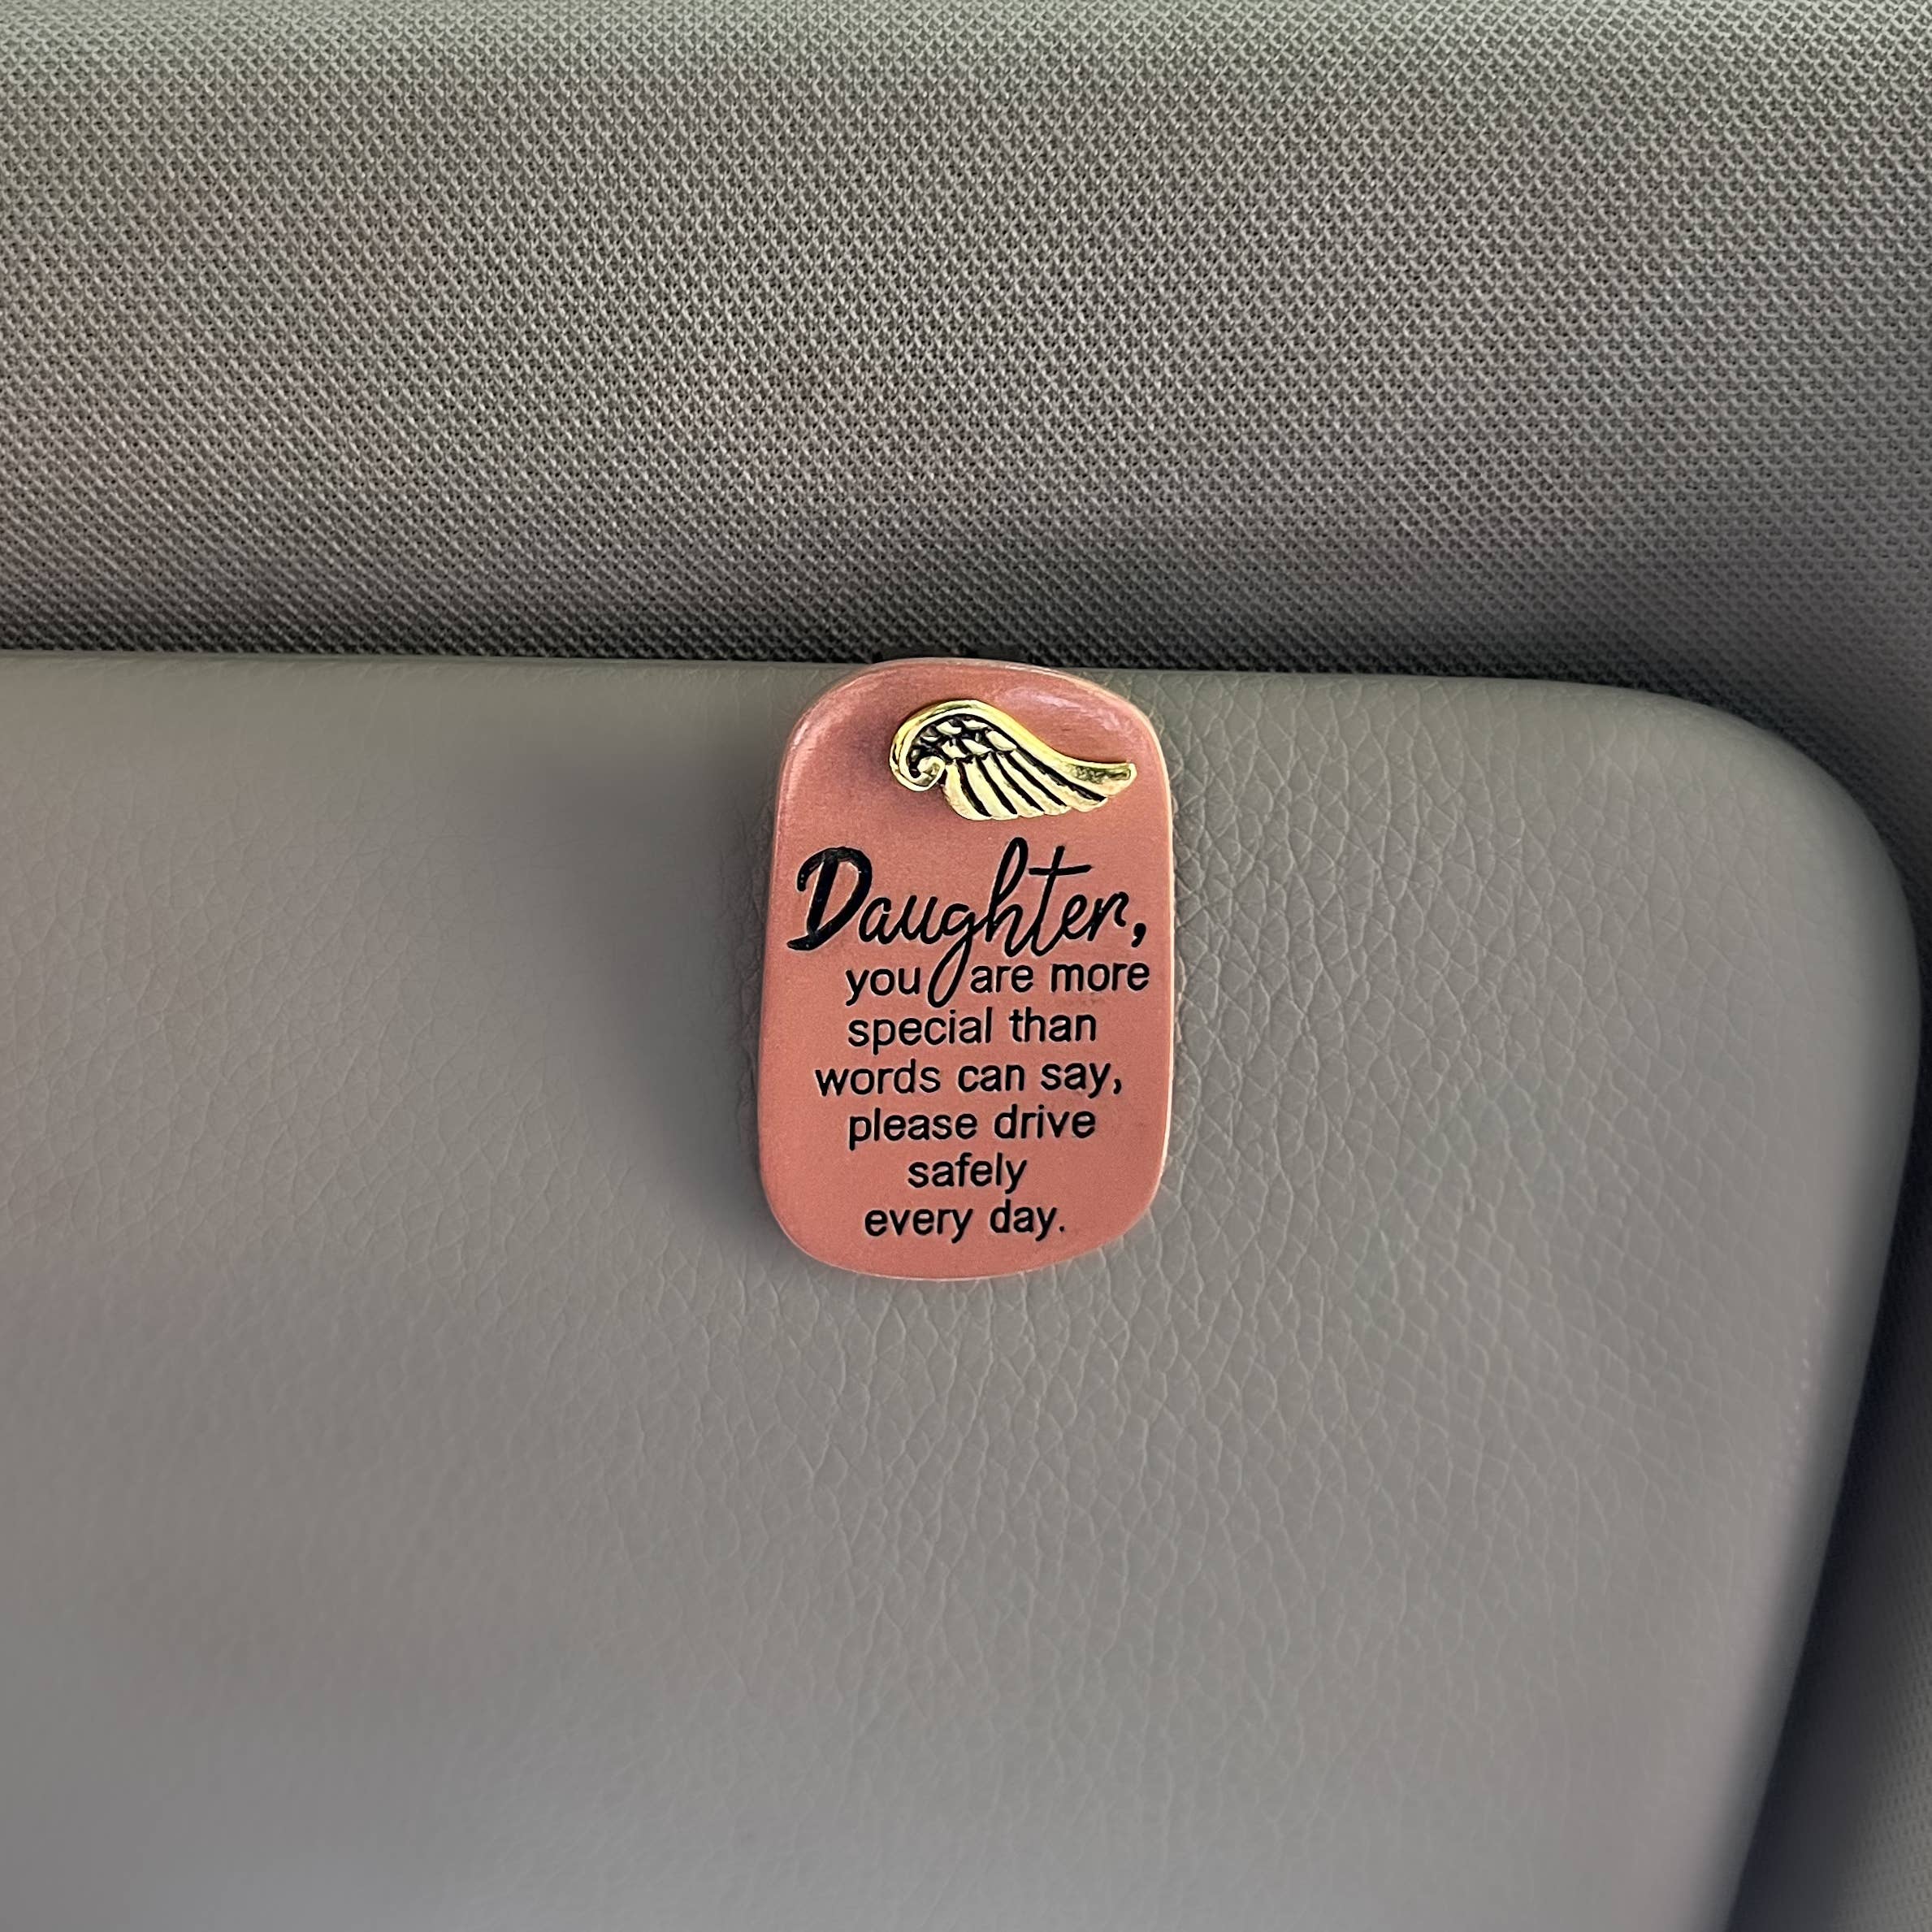 Daughter,
you are more
special than
words can say,
please drive
safely
every day.